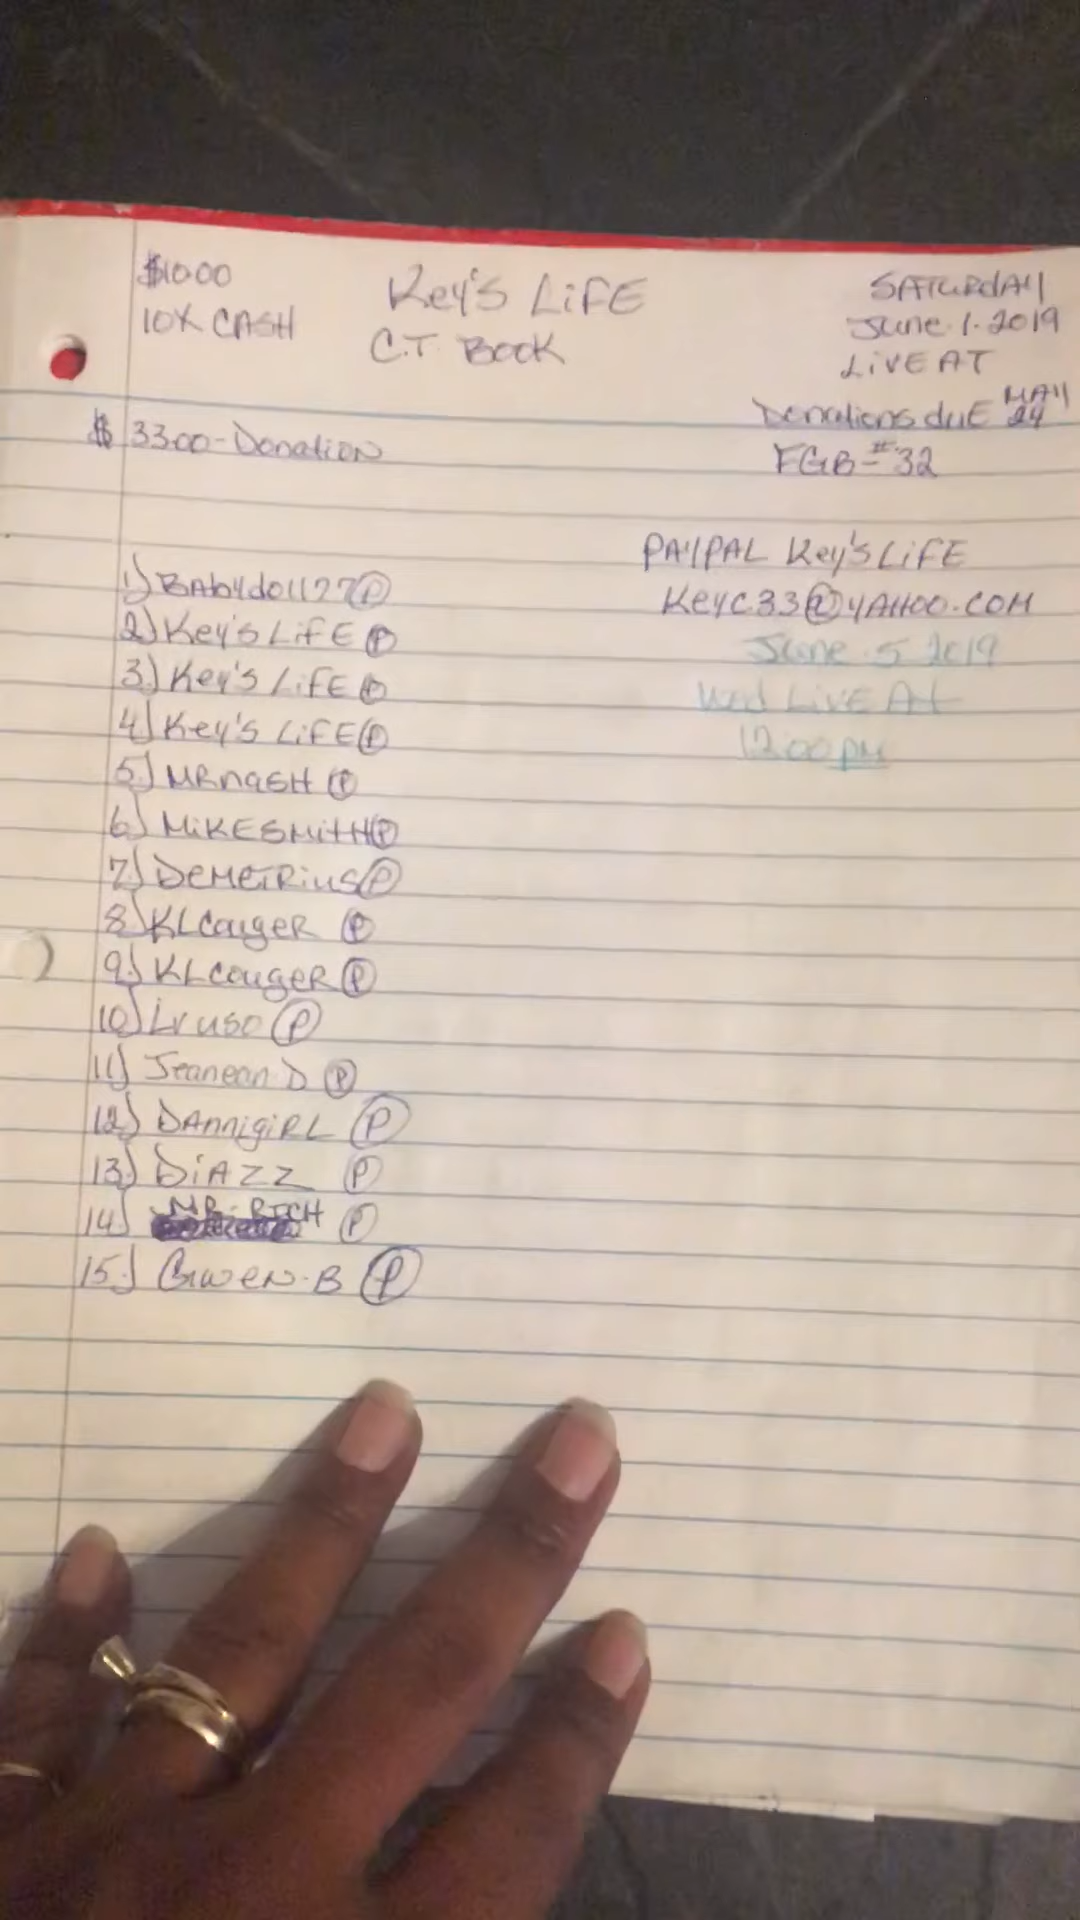 $10.00
10X CASH
Key's LiFE
C.T. BOOK
SATURdAY
June.1.2019
LiVE AT
Donations duE MAY 24
FGB-#32
$ 33.00-Donation
PAYPAL Key'S LiFE
KeyC33@YAHOO.COM
June 5 2019
Wed LiVE At
12:00pm
1) BAbydoll77 P
2) Key's LifE P
3.) Key's LifE P
4) Key's LiFE P
5) MRnaSH P
6) MiKESMitH P
7.) DEMETRiuS P
8) KLcougeR P
9.) KLcougeR P
10) Lruso P
11) Jeanean D P
12.) DAnnigiRL P
13.) DiAZZ P
14) MR. RICH P
15.) GweN.B P